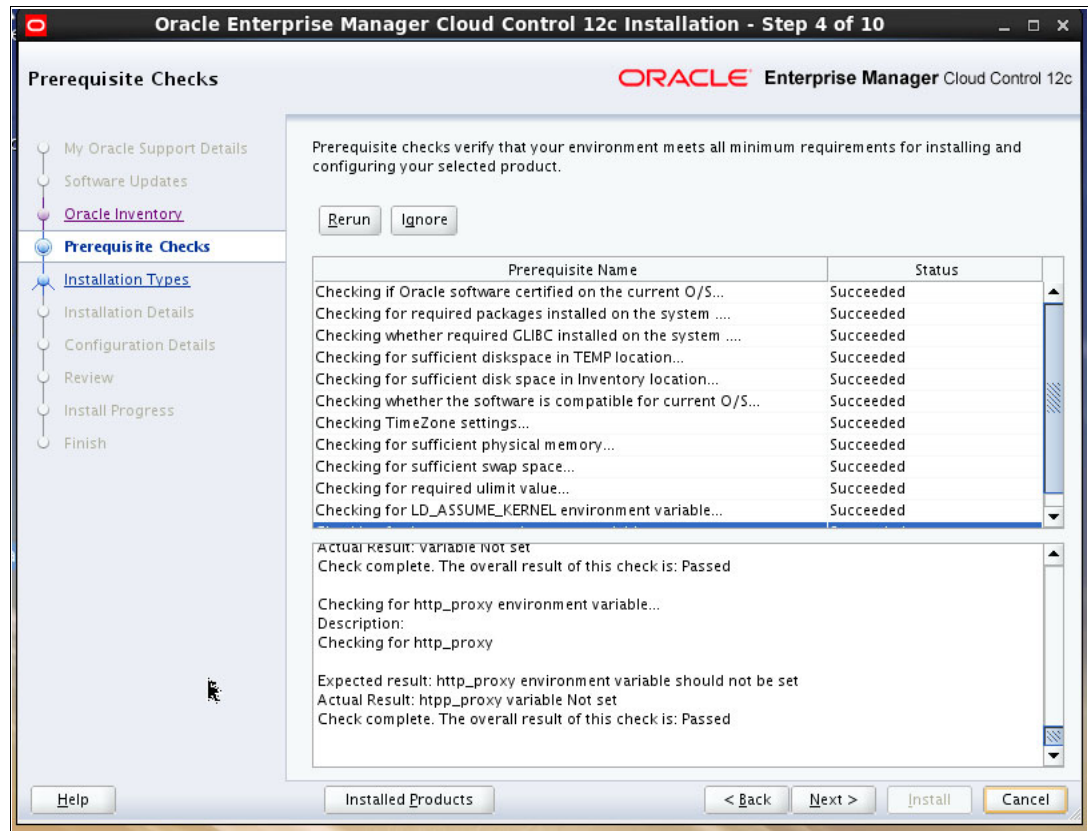 Oracle Enterprise Manager Cloud Control 12c Installation - Step 4 of 10
Prerequisite Checks
ORACLE Enterprise Manager Cloud Control 12c
My Oracle Support Details
Software Updates
Oracle Inventory
Prerequisite Checks
Installation Types
Installation Details
Configuration Details
Review
Install Progress
Finish
Prerequisite checks verify that your environment meets all minimum requirements for installing and
configuring your selected product.
Rerun Ignore
Prerequisite Name Status
Checking if Oracle software certified on the current O/S... Succeeded
Checking for required packages installed on the system .... Succeeded
Checking whether required GLIBC installed on the system .... Succeeded
Checking for sufficient diskspace in TEMP location... Succeeded
Checking for sufficient disk space in Inventory location... Succeeded
Checking whether the software is compatible for current O/S... Succeeded
Checking TimeZone settings... Succeeded
Checking for sufficient physical memory... Succeeded
Checking for sufficient swap space... Succeeded
Checking for required ulimit value... Succeeded
Checking for LD_ASSUME_KERNEL environment variable... Succeeded
Actual Result: Variable Not set
Check complete. The overall result of this check is: Passed
Checking for http_proxy environment variable...
Description:
Checking for http_proxy
Expected result: http_proxy environment variable should not be set
Actual Result: htpp_proxy variable Not set
Check complete. The overall result of this check is: Passed
Help Installed Products < Back Next > Install Cancel